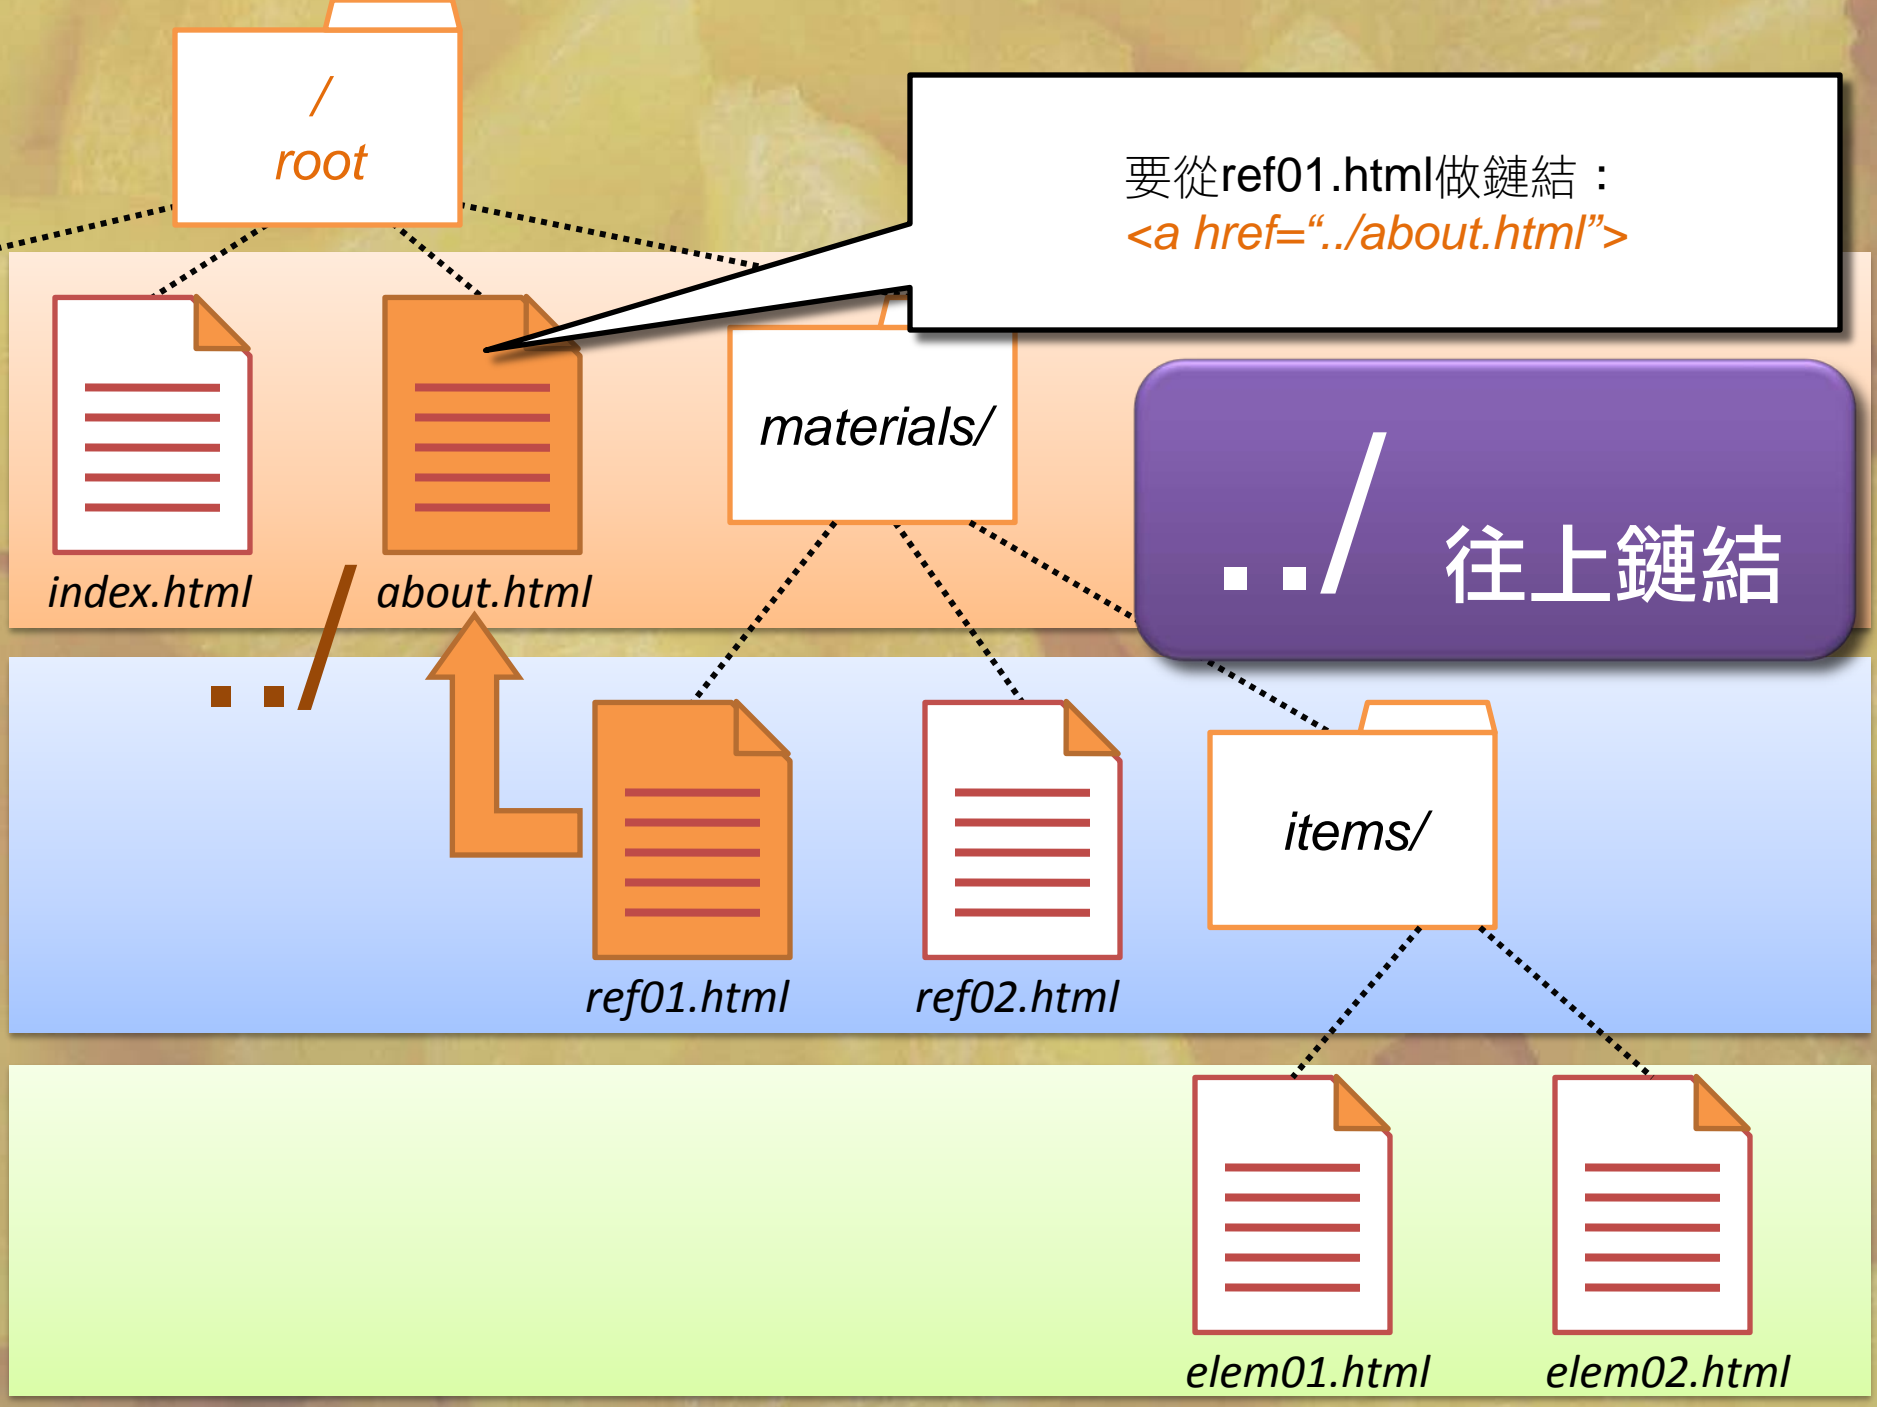 /
root
要從ref01.html做鏈結：
<a href=“../about.html”>
materials/
../ 往上鏈結
index.html
about.html
../
items/
ref01.html
ref02.html
elem01.html
elem02.html